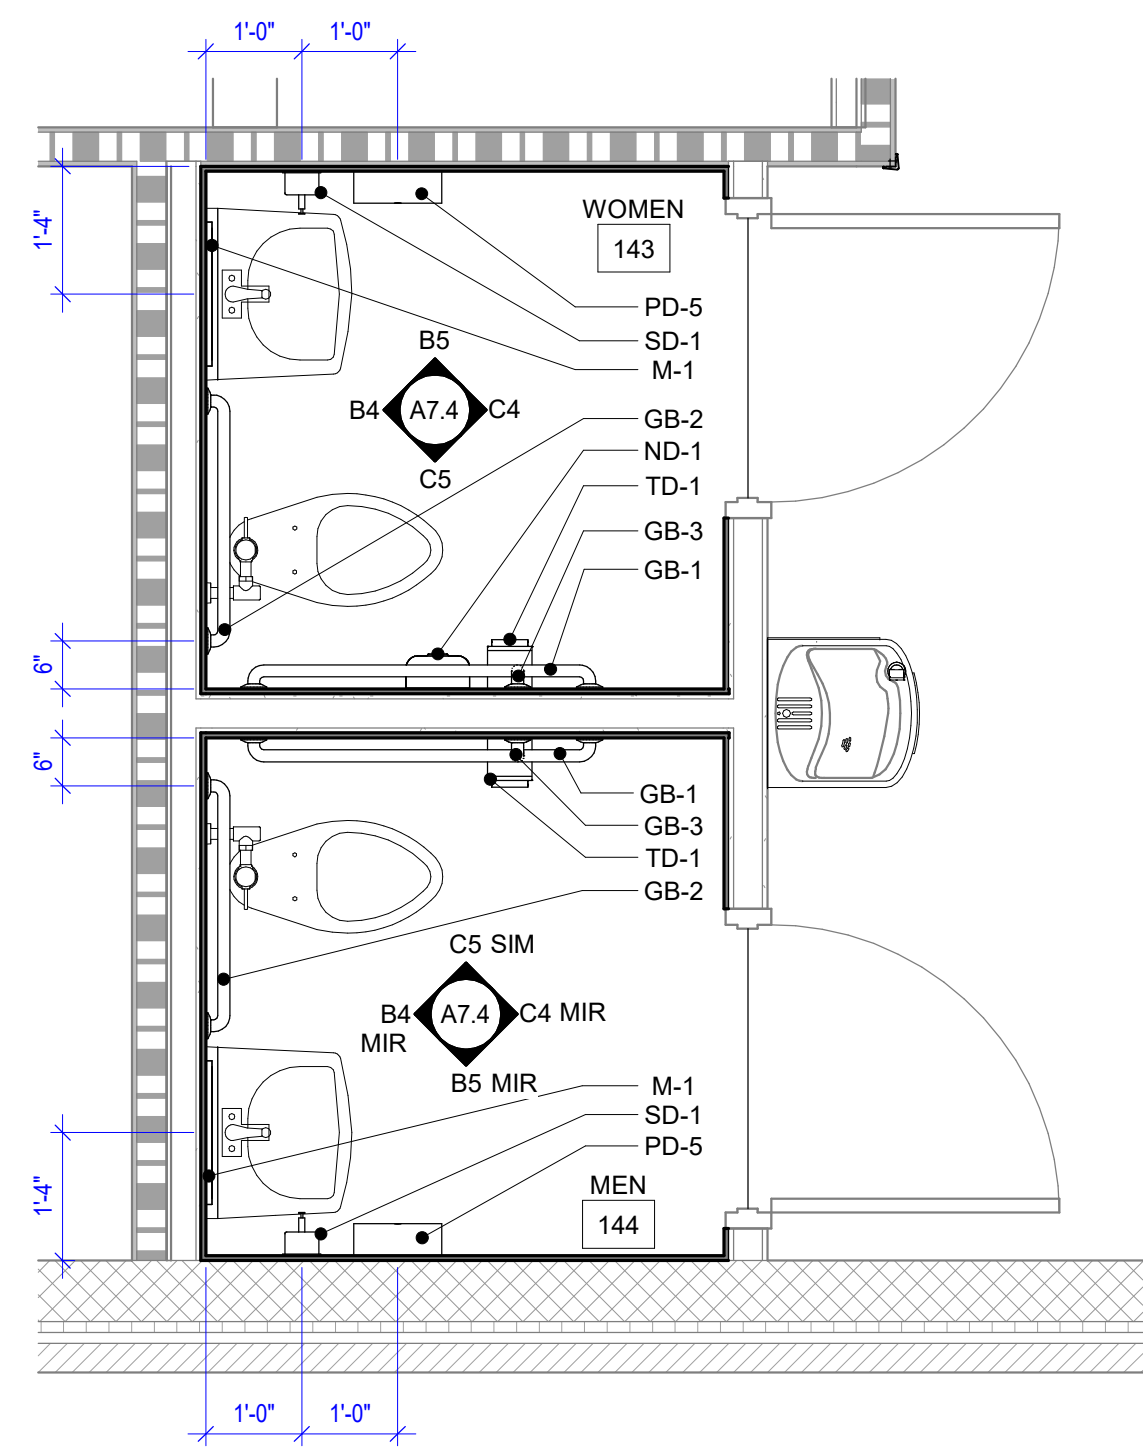 1'-0" 1'-0"
1'-4"
WOMEN
143
PD-5
SD-1
M-1
B5
B4 A7.4 C4
C5
GB-2
ND-1
TD-1
GB-3
GB-1
6"
6"
GB-1
GB-3
TD-1
GB-2
C5 SIM
B4 A7.4 C4 MIR
MIR
B5 MIR
M-1
SD-1
PD-5
1'-4"
MEN
144
1'-0" 1'-0"